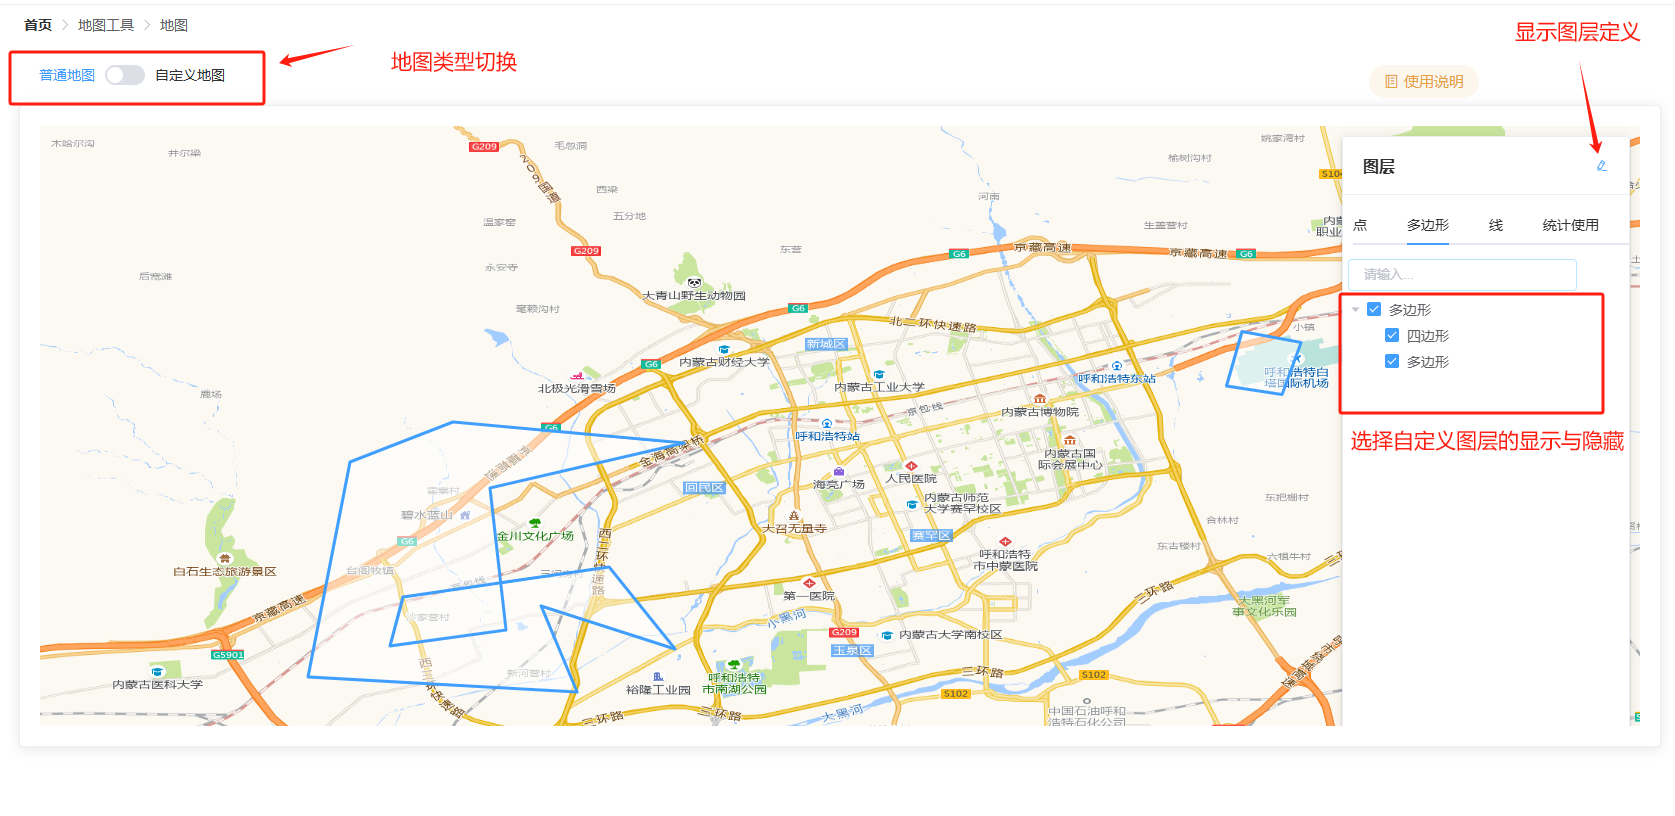 首页 > 地图工具 > 地图
显示图层定义
地图类型切换
普通地图 自定义地图
使用说明
木哈尔沟
井尔梁
G209
毛忽洞
209国道
榆树沟村
姚家湾村
S104
图层
西梁
河南
五分地
温家窑
生盖营村
点 多边形 线 统计使用
东营
京藏高速
京藏高速
G209
G6
G6
永安寺
请输入...
后窑滩
大青山野生动物园
毫赖沟村
G6
多边形
北二环快速路
小镇
新城区
四边形
内蒙古财经大学
G6
多边形
呼和浩特东站
呼和浩特白
塔国际机场
北极光滑雪场
内蒙古工业大学
鹿场
京包线
内蒙古博物院
G6
呼和浩特站
选择自定义图层的显示与隐藏
金海高架桥
内蒙古国
际会展中心
京藏高速
人民医院
海亮广场
回民区
内蒙古师范
大学赛罕校区
东把栅村
碧水蓝山
大召无量寺
合林村
金川文化广场
赛罕区
G6
西二环快速路
东古楼村
呼和浩特
市中蒙医院
六犋牛村
白石生态旅游景区
台阁牧镇
京包线
第一医院
三环路
京藏高速
大黑河军
事文化乐园
沙家营村
小黑河
G209
内蒙古大学南校区
玉泉区
G5901
新河营村
三环路
S102
内蒙古医科大学
裕隆工业园
呼和浩特
市南湖公园
S102
三环路
三环路
大黑河
中国石油呼和
浩特石化公司